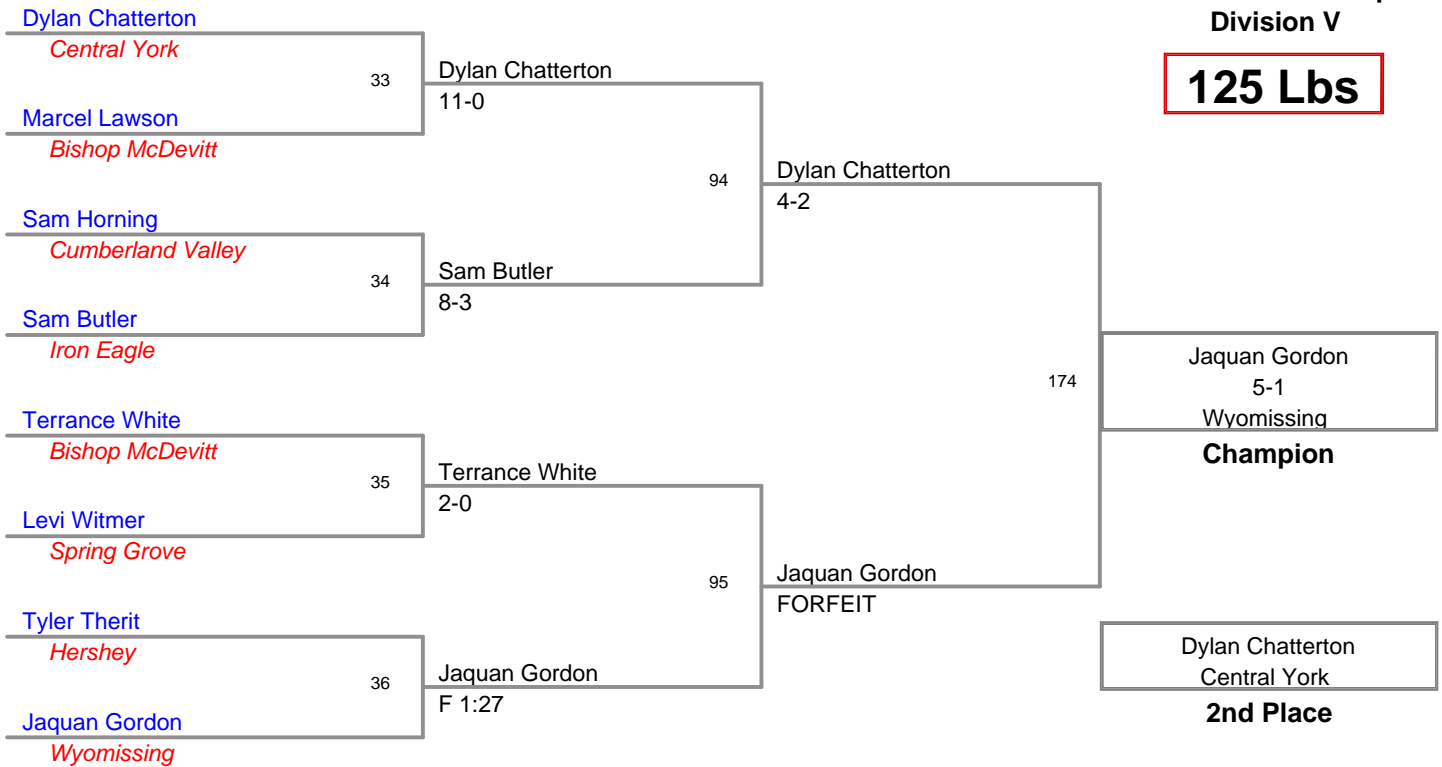 Division V
125 Lbs
Dylan Chatterton
Central York
33
Marcel Lawson
Bishop McDevitt
Sam Horning
Cumberland Valley
34
Sam Butler
Iron Eagle
Terrance White
Bishop McDevitt
35
Levi Witmer
Spring Grove
Tyler Therit
Hershey
36
Jaquan Gordon
Wyomissing
Dylan Chatterton
11-0
94
Sam Butler
8-3
Terrance White
2-0
95
Jaquan Gordon
F 1:27
Dylan Chatterton
4-2
174
Jaquan Gordon
FORFEIT
Jaquan Gordon
5-1
Wyomissing
Champion
Dylan Chatterton
Central York
2nd Place